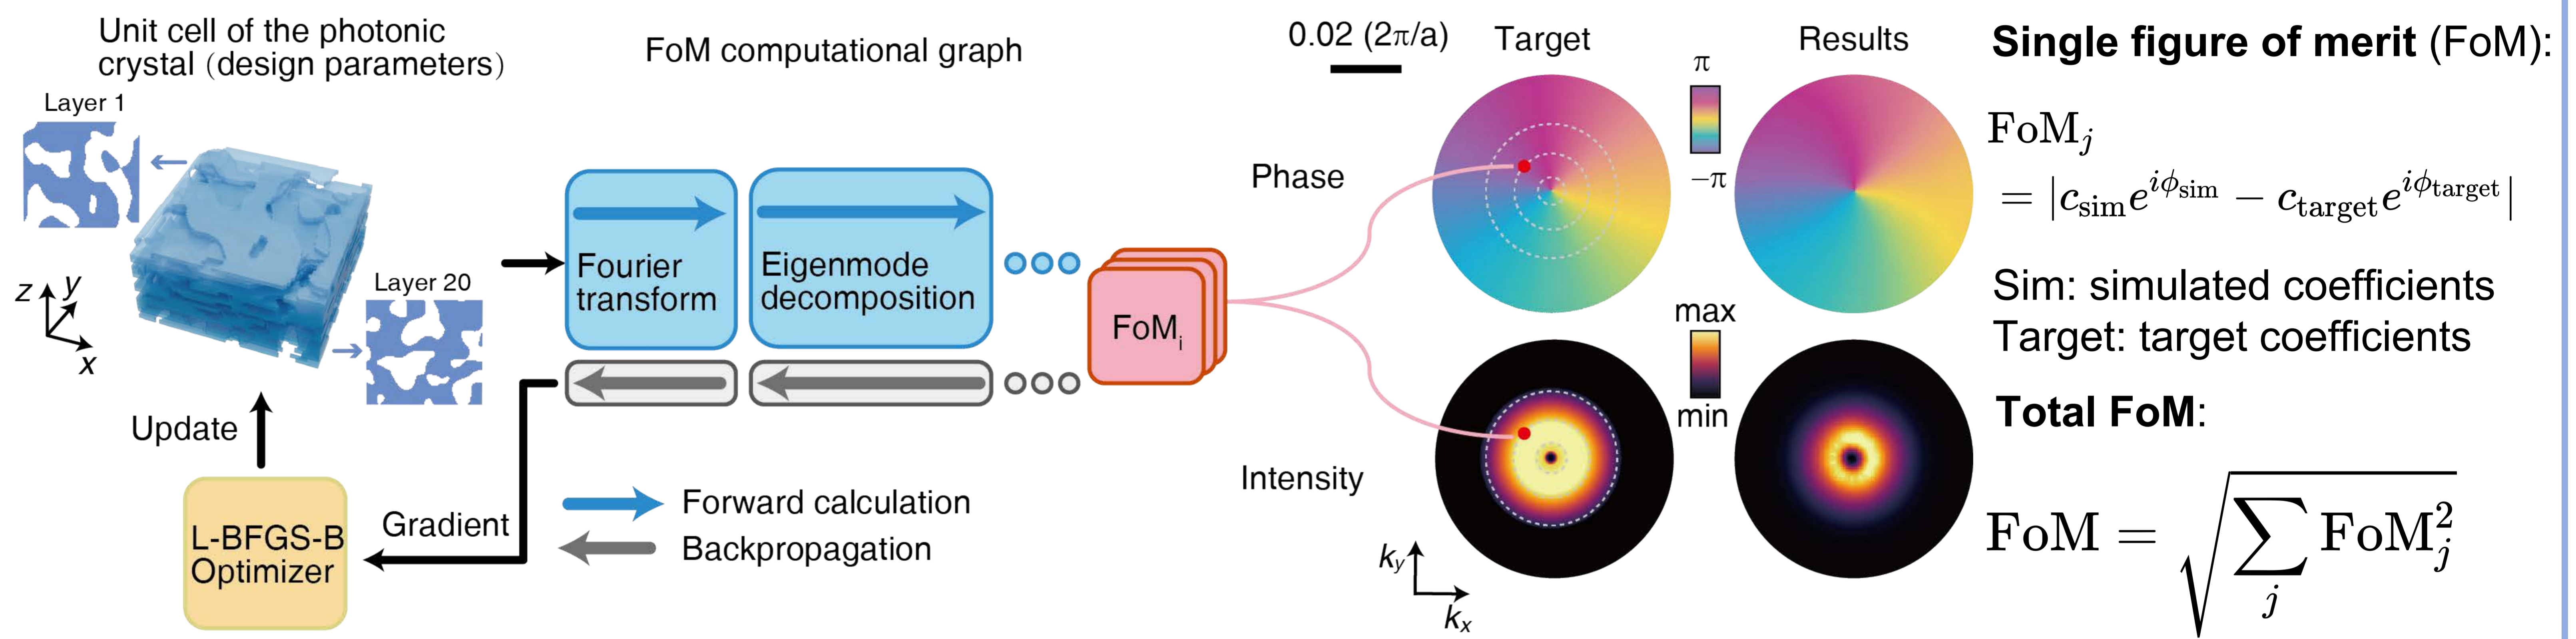 Unit cell of the photonic
crystal (design parameters)
Layer 1
Layer 20
z
y
x
Update
L-BFGS-B
Optimizer
Gradient
FoM computational graph
Fourier
transform
Eigenmode
decomposition
FoMᵢ
Forward calculation
Backpropagation
0.02 (2π/a)
Target
Results
π
−π
Phase
max
min
Intensity
k_y
k_x
Single figure of merit (FoM):
FoM_j
= |c_sim e^{iϕ_sim} − c_target e^{iϕ_target}|
Sim: simulated coefficients
Target: target coefficients
Total FoM:
FoM = √(∑_j FoM_j^2)